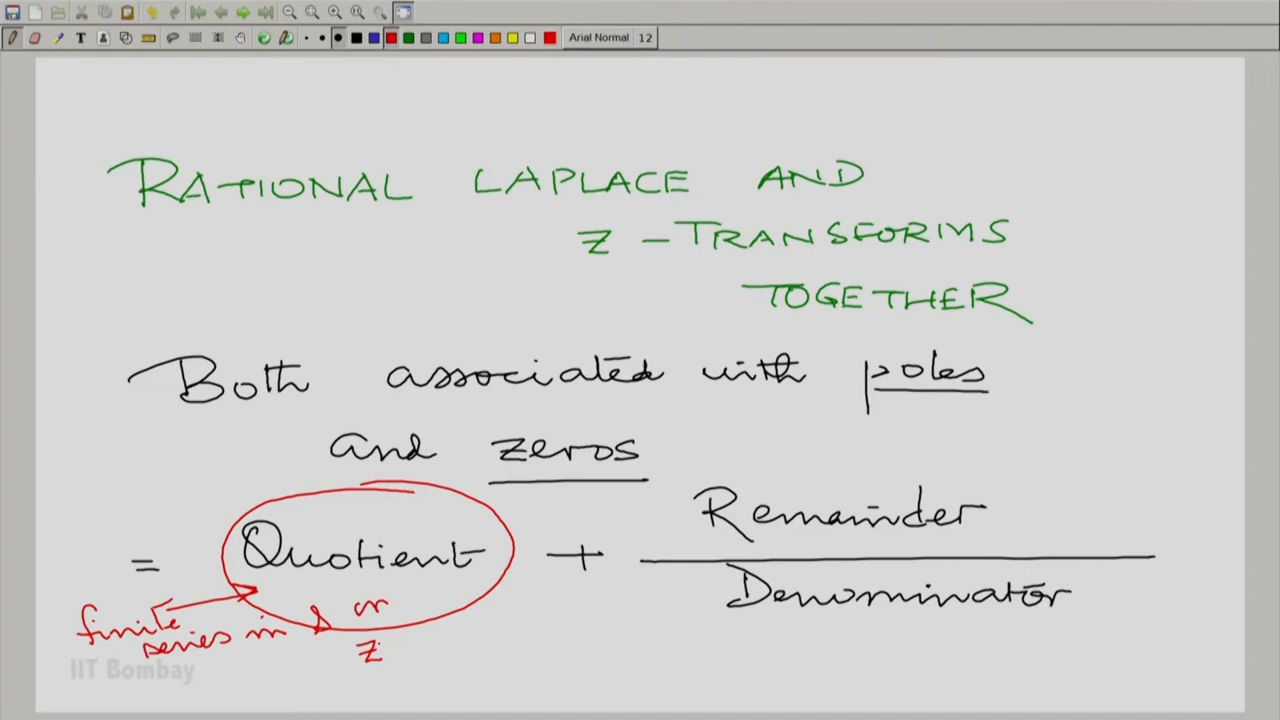 Arial Normal 12
RATIONAL LAPLACE AND
Z - TRANSFORMS
TOGETHER
Both associated with poles
and zeros
= Quotient + Remainder
Denominator
finite series in s or z
IIT Bombay